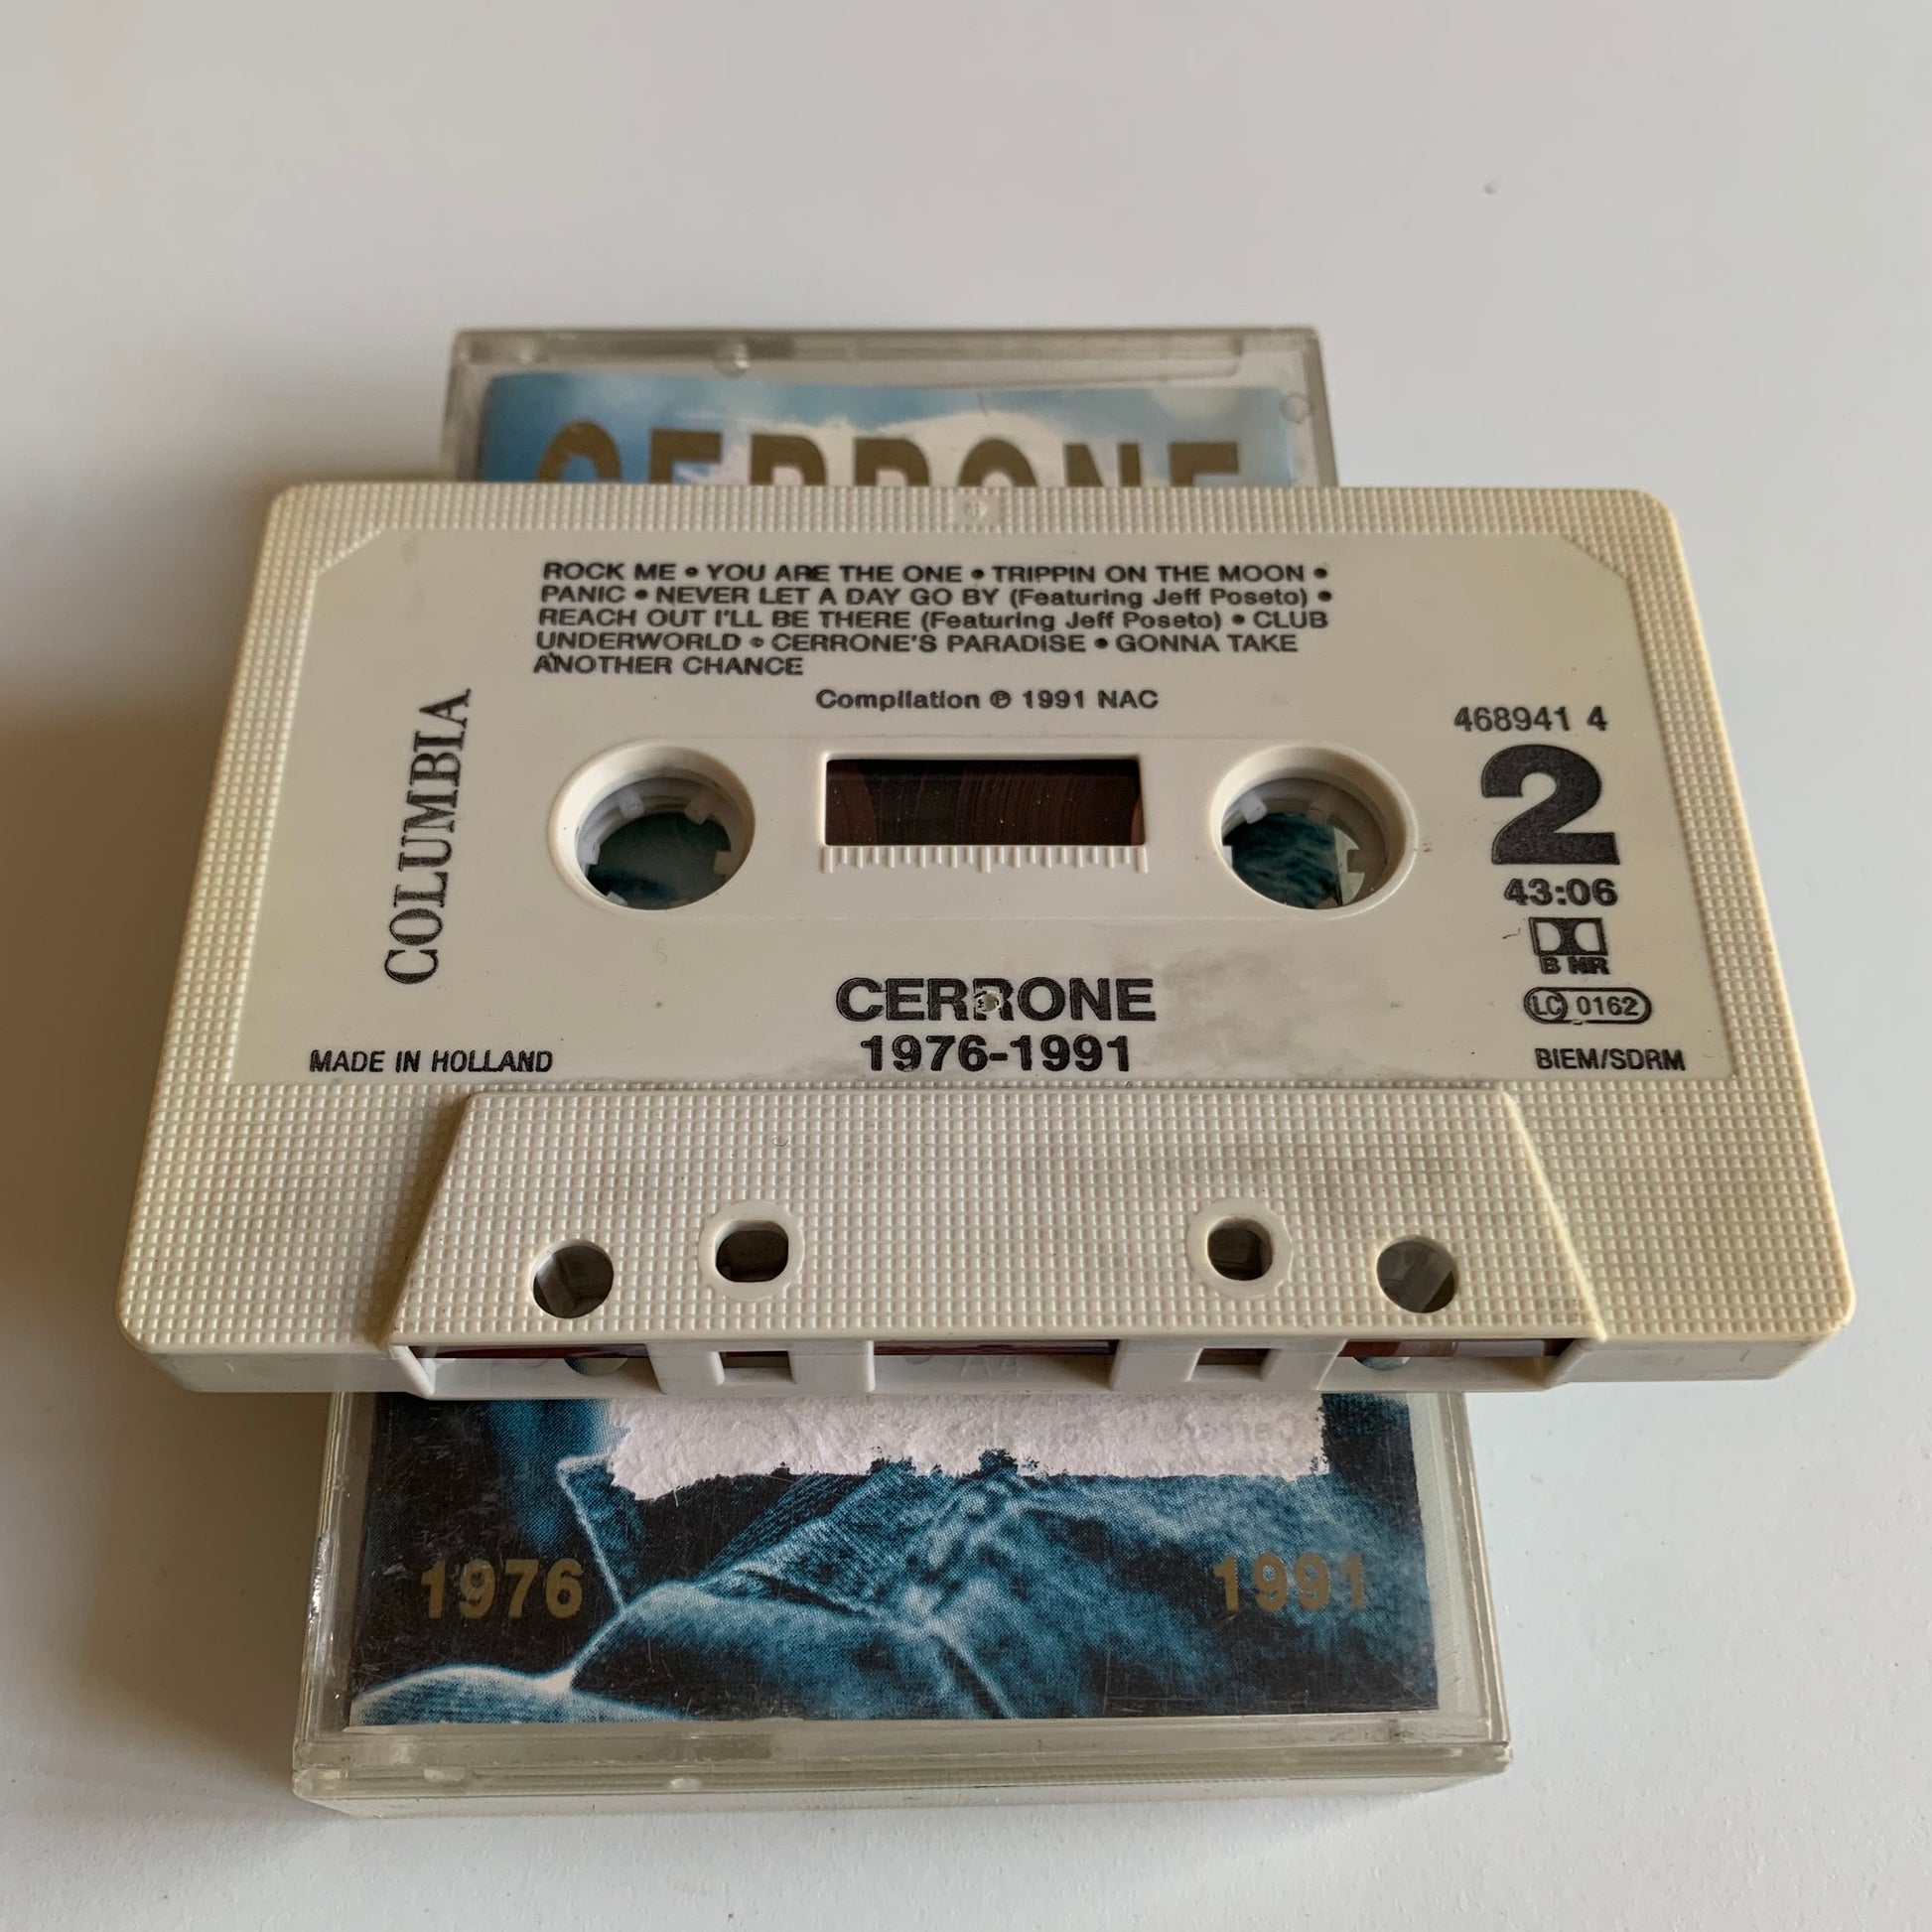 CERRONE
ROCK ME • YOU ARE THE ONE • TRIPPIN ON THE MOON •
PANIC • NEVER LET A DAY GO BY (Featuring Jeff Poseto) •
REACH OUT I'LL BE THERE (Featuring Jeff Poseto) • CLUB
UNDERWORLD • CERRONE'S PARADISE • GONNA TAKE
ANOTHER CHANCE
Compilation ℗ 1991 NAC
COLUMBIA
468941 4
2
43:06
B NR
LC 0162
CERRONE
1976-1991
MADE IN HOLLAND
BIEM/SDRM
A4
1976
1991